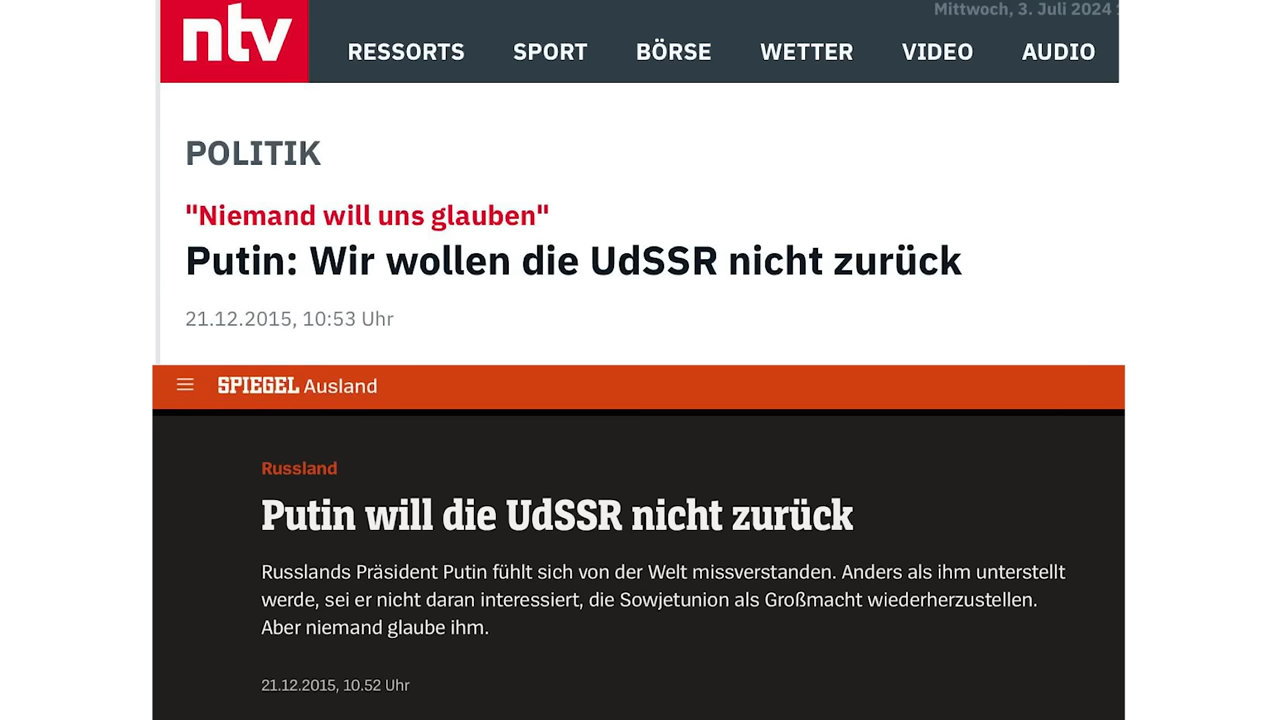 Mittwoch, 3. Juli 2024
ntv
RESSORTS SPORT BÖRSE WETTER VIDEO AUDIO
POLITIK
"Niemand will uns glauben"
Putin: Wir wollen die UdSSR nicht zurück
21.12.2015, 10:53 Uhr
SPIEGEL Ausland
Russland
Putin will die UdSSR nicht zurück
Russlands Präsident Putin fühlt sich von der Welt missverstanden. Anders als ihm unterstellt
werde, sei er nicht daran interessiert, die Sowjetunion als Großmacht wiederherzustellen.
Aber niemand glaube ihm.
21.12.2015, 10.52 Uhr